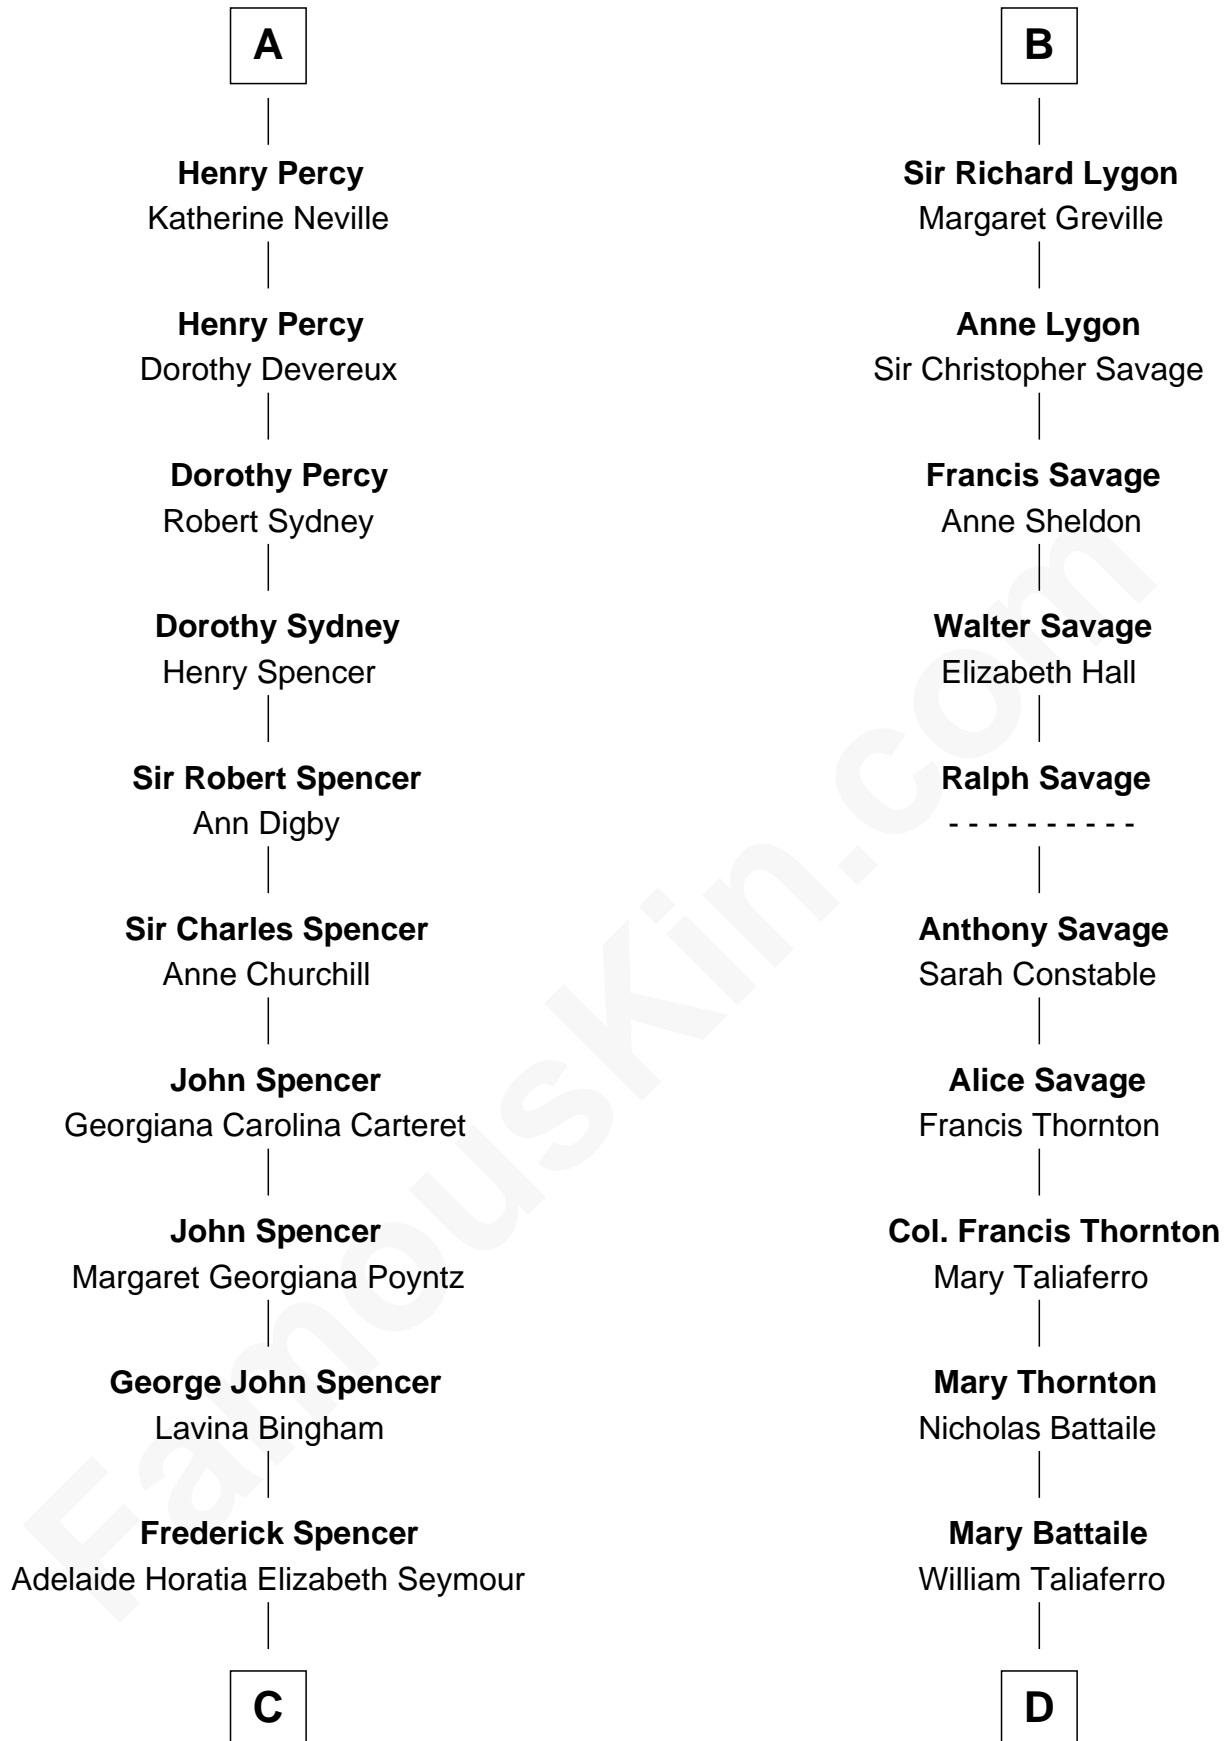 A
Henry Percy
Katherine Neville
Henry Percy
Dorothy Devereux
Dorothy Percy
Robert Sydney
Dorothy Sydney
Henry Spencer
Sir Robert Spencer
Ann Digby
Sir Charles Spencer
Anne Churchill
John Spencer
Georgiana Carolina Carteret
John Spencer
Margaret Georgiana Poyntz
George John Spencer
Lavina Bingham
Frederick Spencer
Adelaide Horatia Elizabeth Seymour
C
B
Sir Richard Lygon
Margaret Greville
Anne Lygon
Sir Christopher Savage
Francis Savage
Anne Sheldon
Walter Savage
Elizabeth Hall
Ralph Savage
- - - - - - - - - -
Anthony Savage
Sarah Constable
Alice Savage
Francis Thornton
Col. Francis Thornton
Mary Taliaferro
Mary Thornton
Nicholas Battaile
Mary Battaile
William Taliaferro
D
FamousKin.com